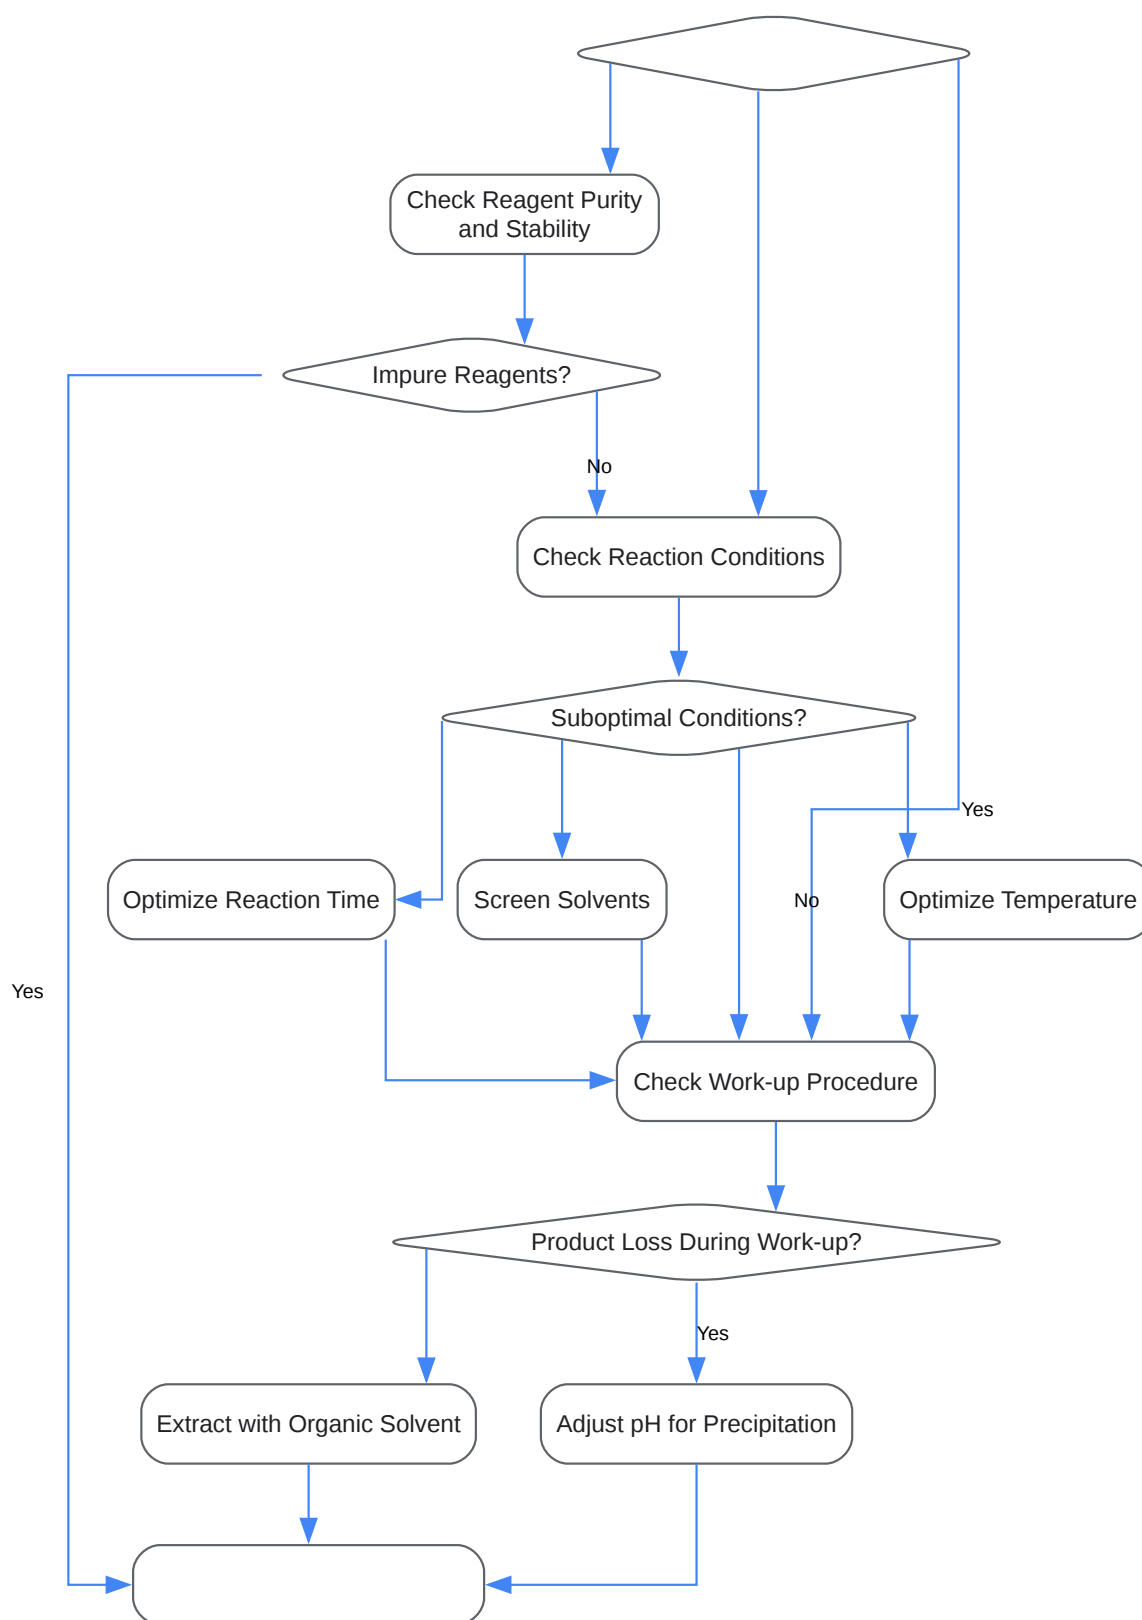 Check Reagent Purity
and Stability
Impure Reagents?
No
Check Reaction Conditions
Suboptimal Conditions?
Yes
Optimize Reaction Time
Screen Solvents
No
Optimize Temperature
Yes
Check Work-up Procedure
Product Loss During Work-up?
Yes
Extract with Organic Solvent
Adjust pH for Precipitation